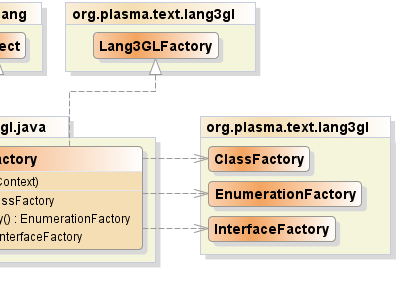 ang
org.plasma.text.lang3gl
ect
Lang3GLFactory
gl.java
org.plasma.text.lang3gl
actory
Context)
ssFactory
y() : EnumerationFactory
nterfaceFactory
ClassFactory
EnumerationFactory
InterfaceFactory